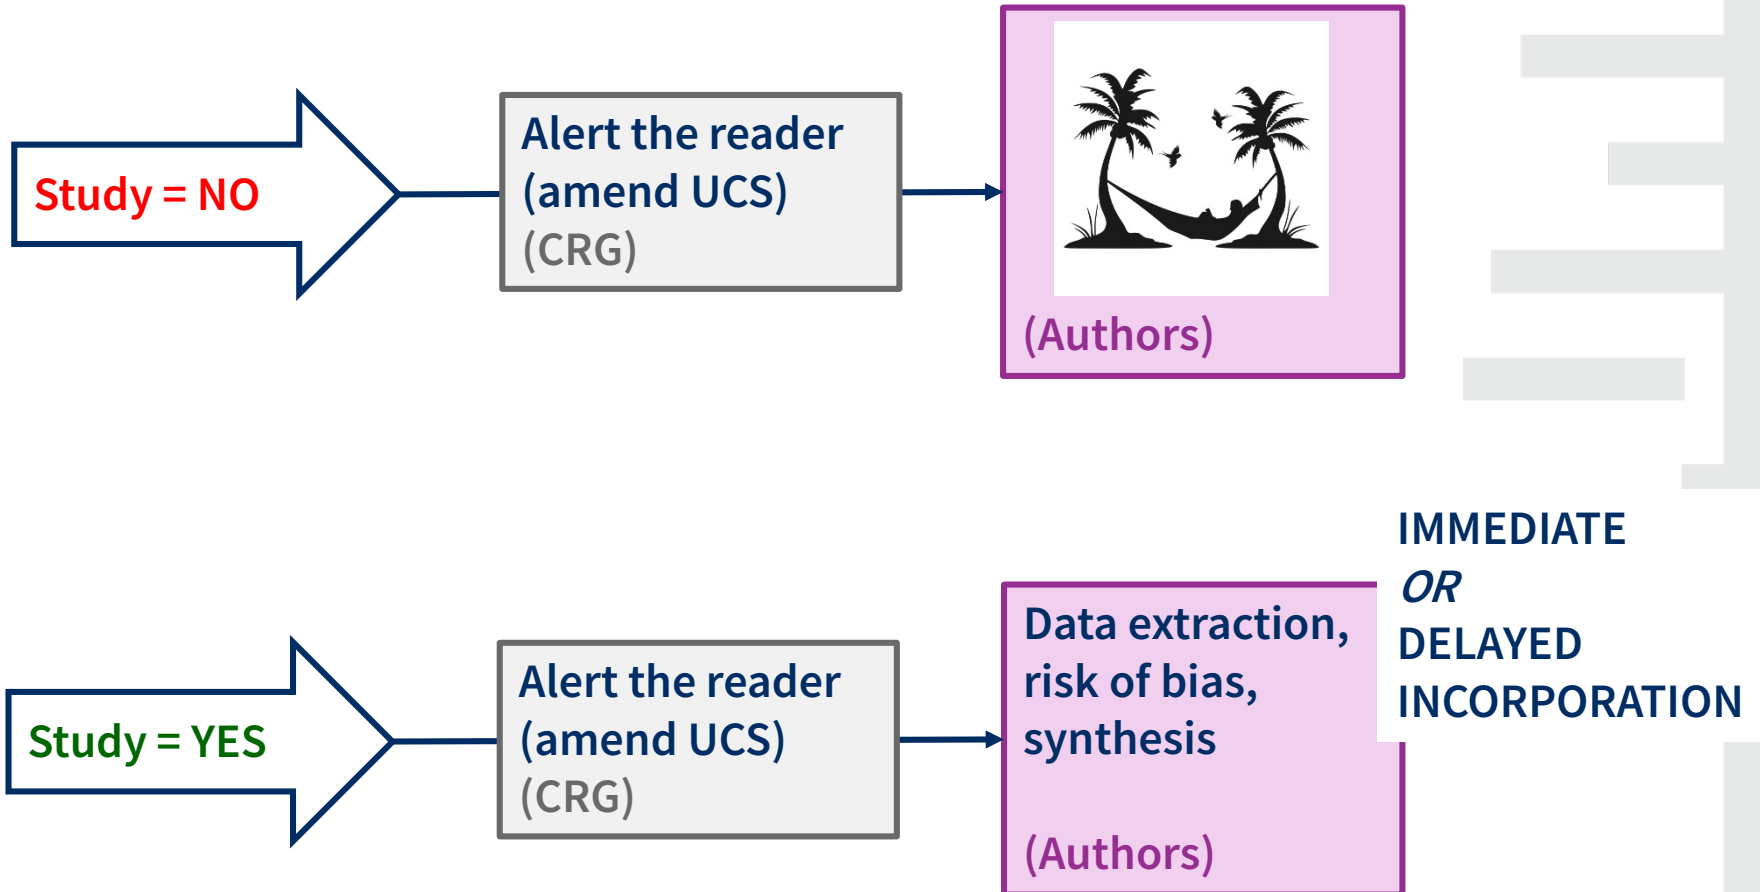 Study = NO
Alert the reader
(amend UCS)
(CRG)
(Authors)
Study = YES
Alert the reader
(amend UCS)
(CRG)
Data extraction,
risk of bias,
synthesis
(Authors)
IMMEDIATE
OR
DELAYED
INCORPORATION